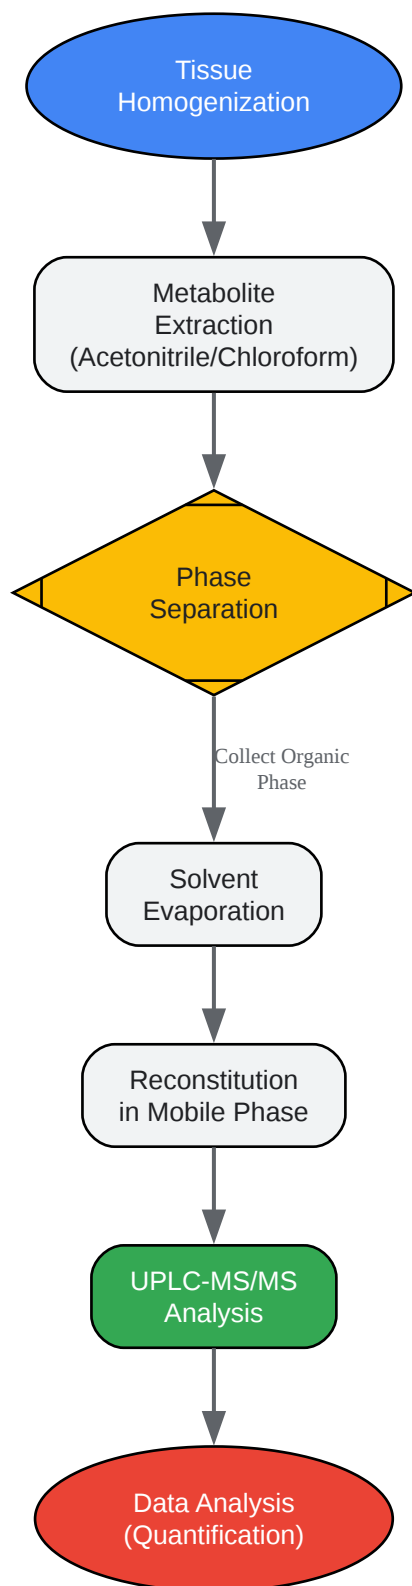 Tissue
Homogenization
Metabolite
Extraction
(Acetonitrile/Chloroform)
Phase
Separation
Collect Organic
Phase
Solvent
Evaporation
Reconstitution
in Mobile Phase
UPLC-MS/MS
Analysis
Data Analysis
(Quantification)